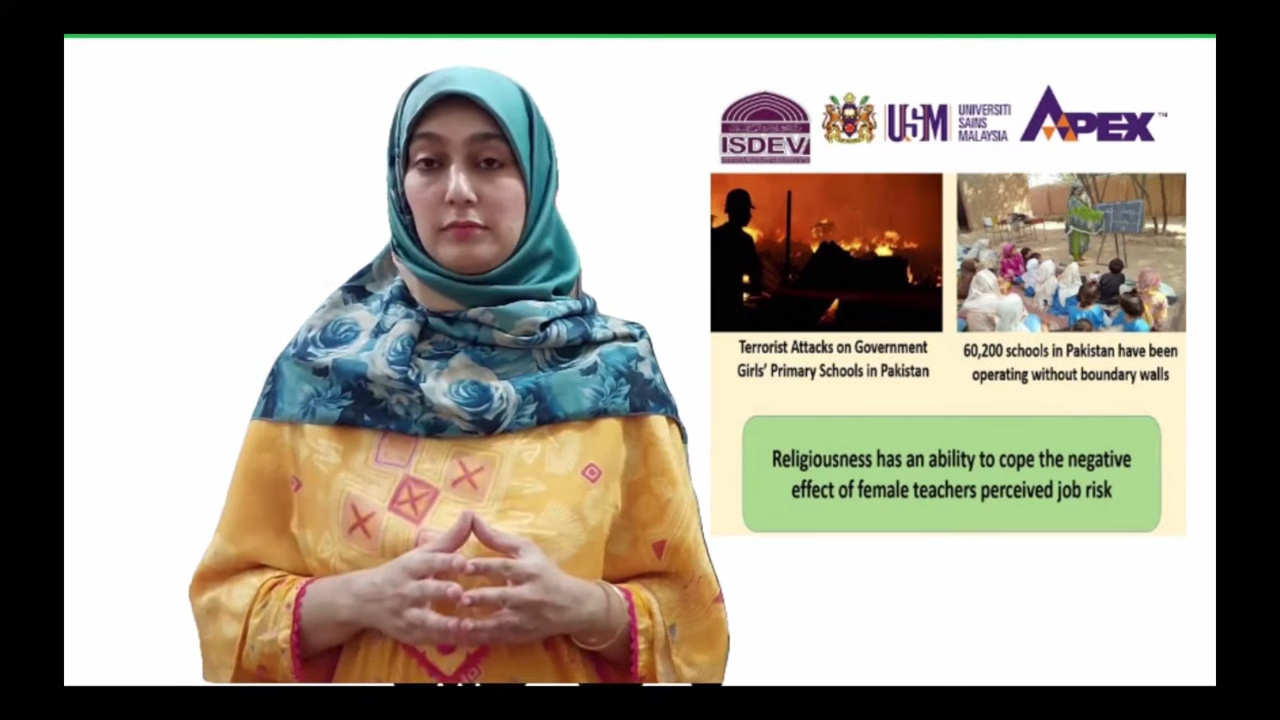 ISDEV
USM
UNIVERSITI
SAINS
MALAYSIA
APEX™
Terrorist Attacks on Government
Girls' Primary Schools in Pakistan
60,200 schools in Pakistan have been
operating without boundary walls
Religiousness has an ability to cope the negative
effect of female teachers perceived job risk